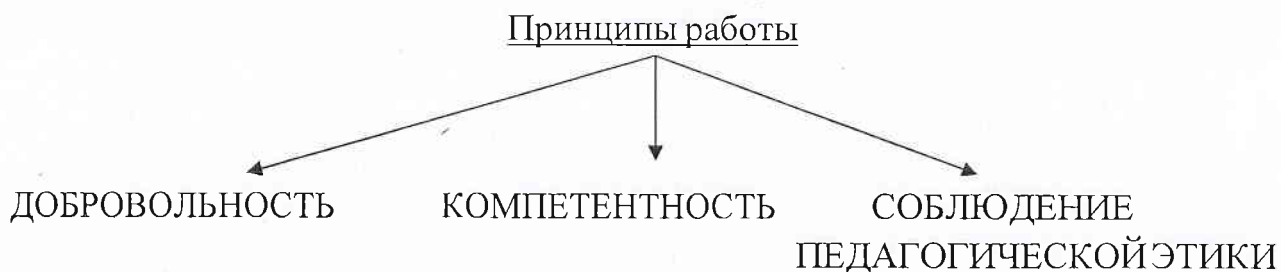 Принципы работы
ДОБРОВОЛЬНОСТЬ КОМПЕТЕНТНОСТЬ СОБЛЮДЕНИЕ
ПЕДАГОГИЧЕСКОЙ ЭТИКИ